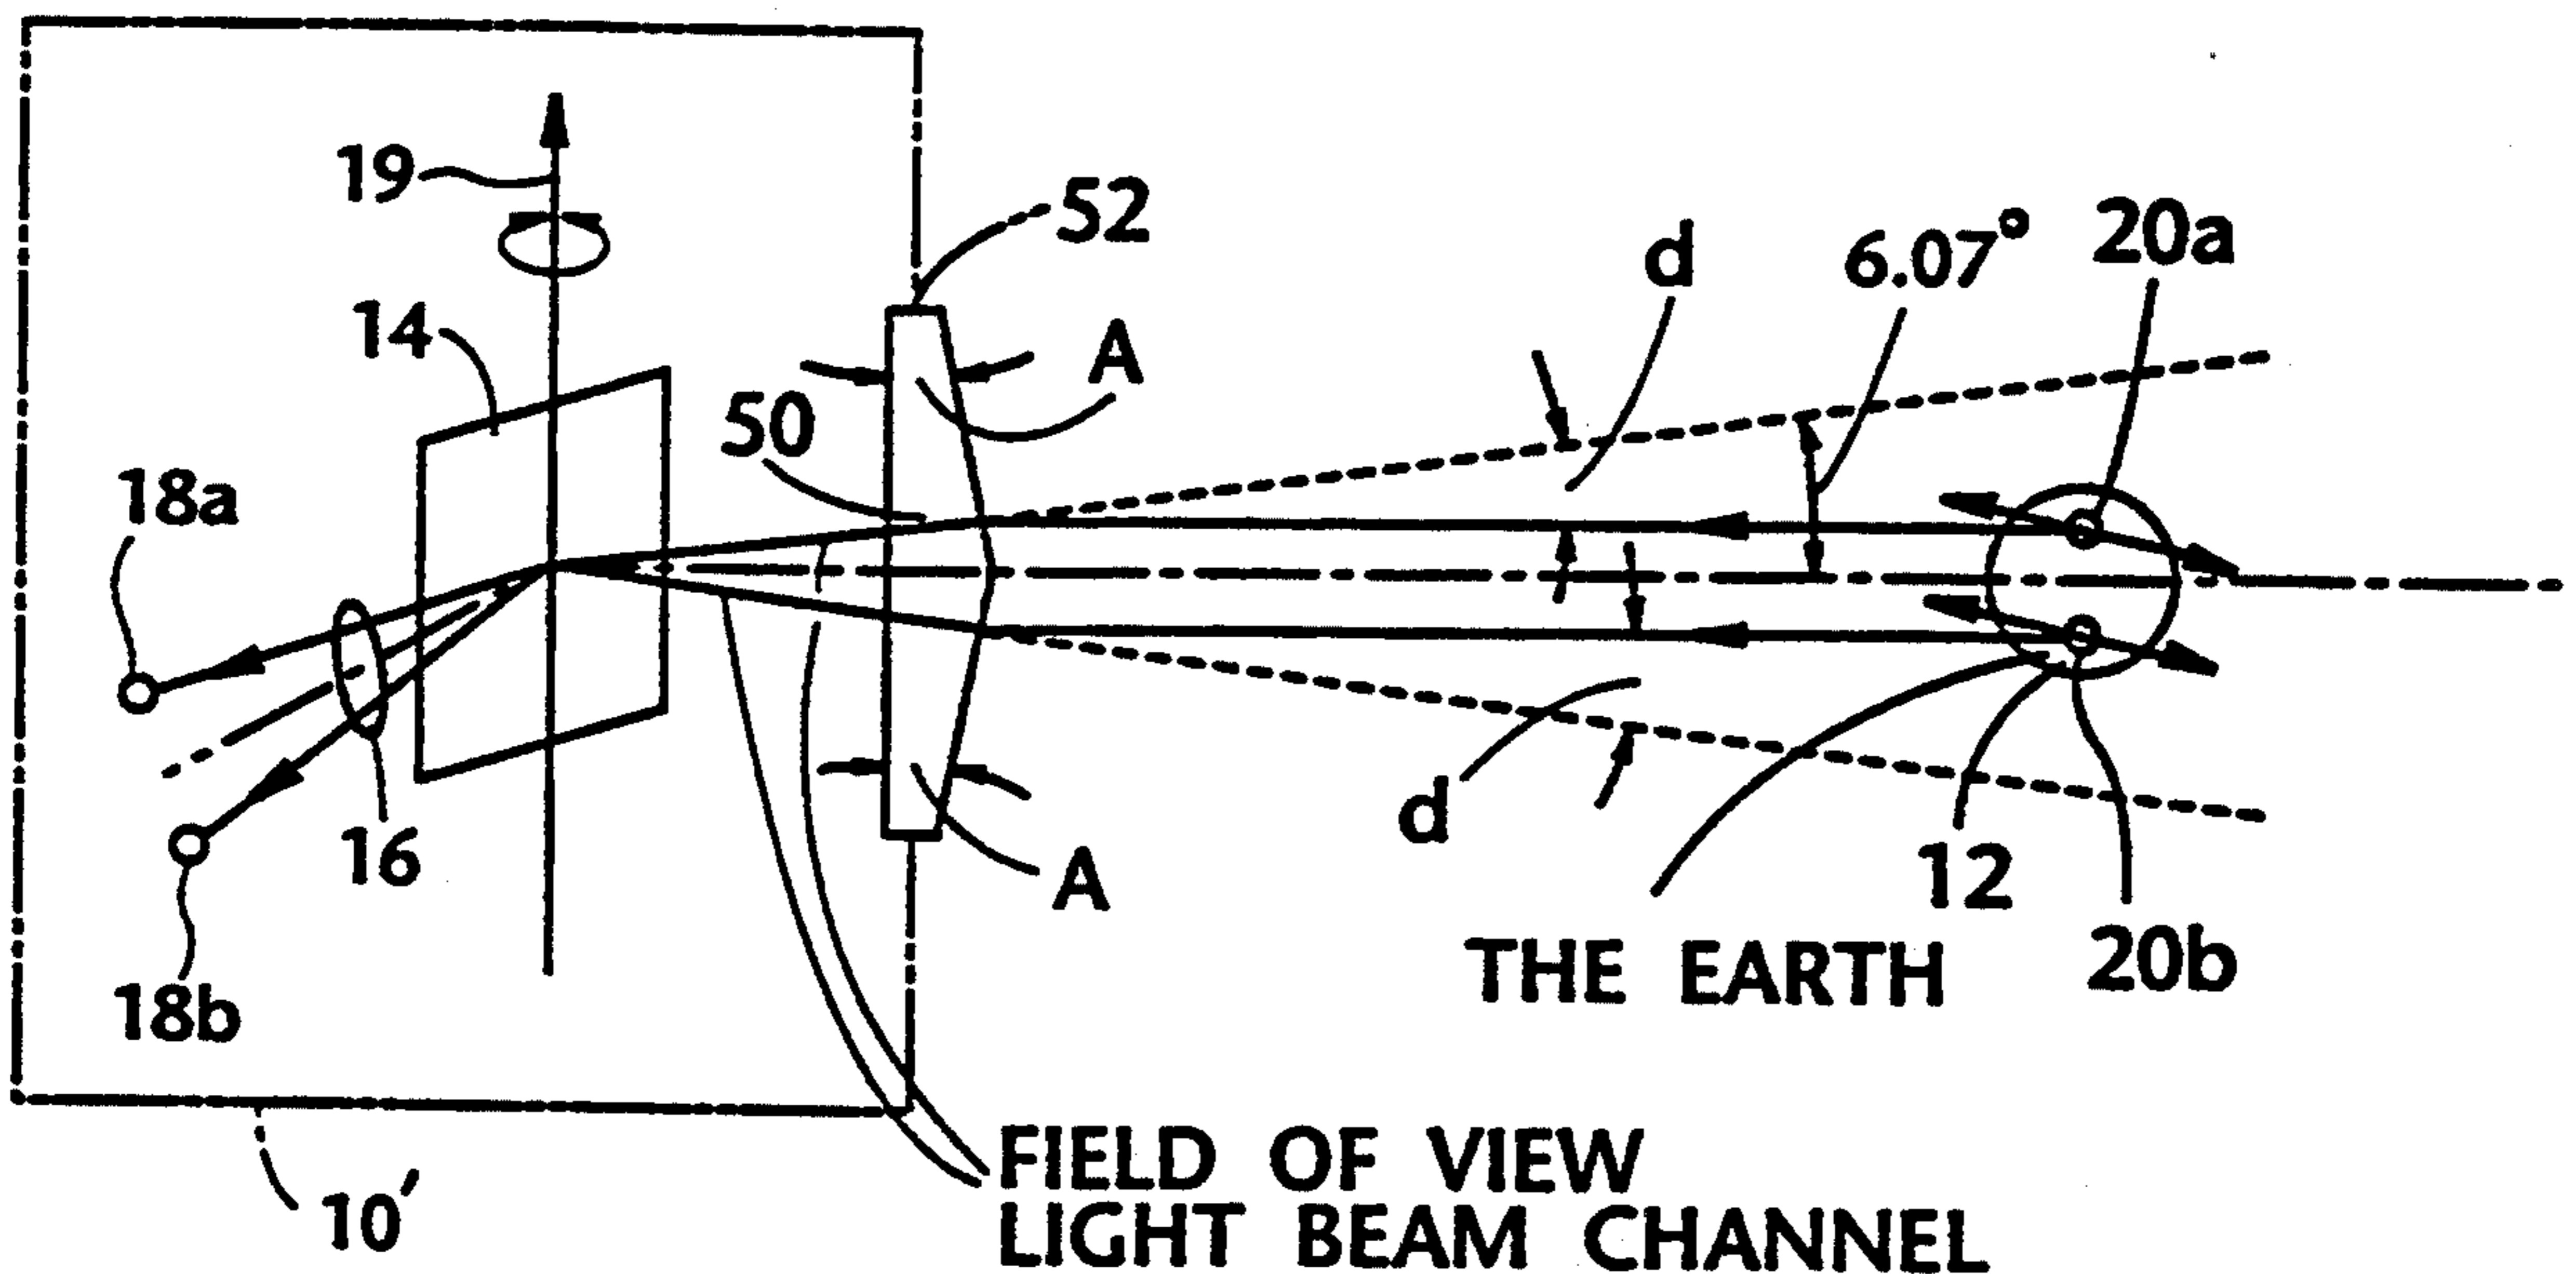 19
52
d
6.07°
20a
14
A
50
18a
16
A
d
12
18b
THE EARTH
20b
FIELD OF VIEW
LIGHT BEAM CHANNEL
10'